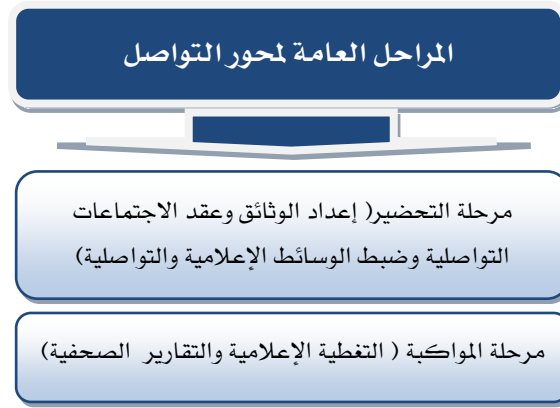 المراحل العامة لمحور التواصل
مرحلة التحضير( إعداد الوثائق وعقد الاجتماعات
التواصلية وضبط الوسائط الإعلامية والتواصلية)
مرحلة المواكبة ( التغطية الإعلامية والتقارير الصحفية)